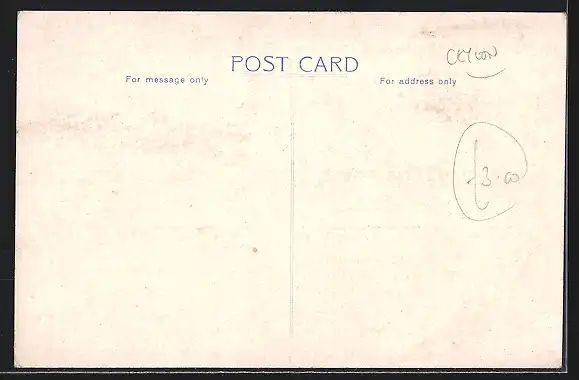 CEYLON
POST CARD
For message only
For address only
£3.00